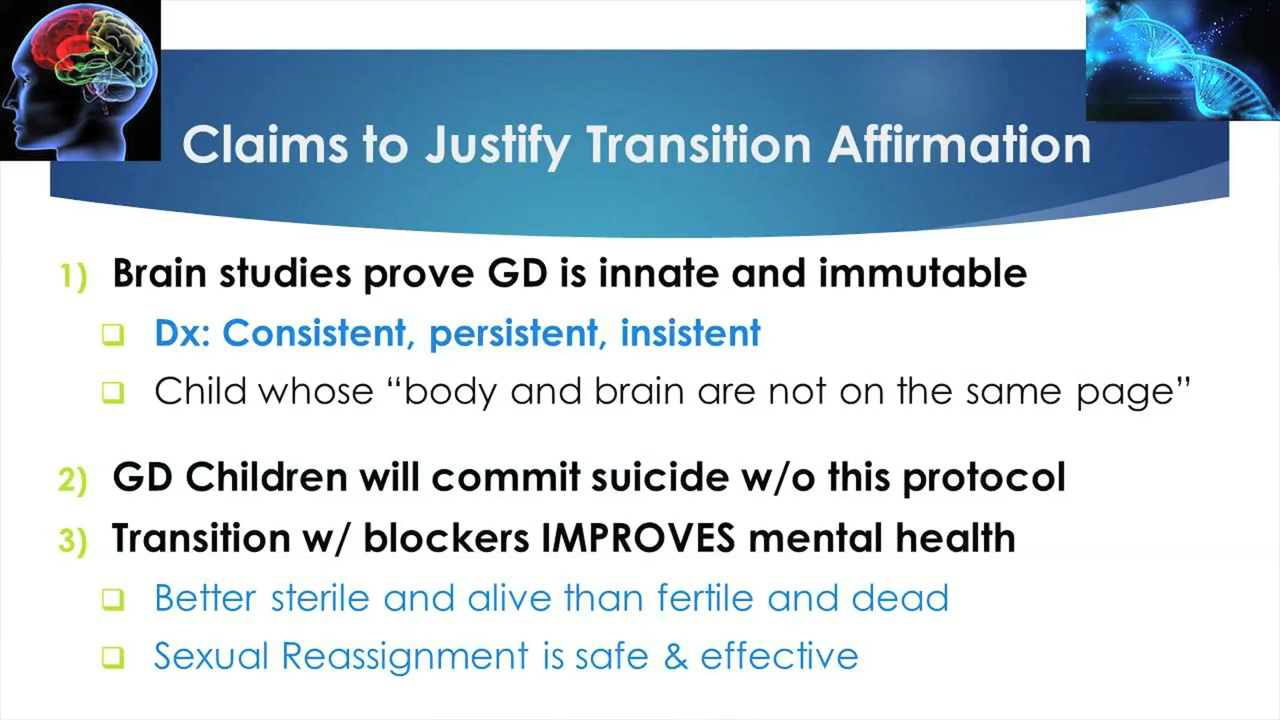 Claims to Justify Transition Affirmation
1) Brain studies prove GD is innate and immutable
❑ Dx: Consistent, persistent, insistent
❑ Child whose “body and brain are not on the same page”
2) GD Children will commit suicide w/o this protocol
3) Transition w/ blockers IMPROVES mental health
❑ Better sterile and alive than fertile and dead
❑ Sexual Reassignment is safe & effective